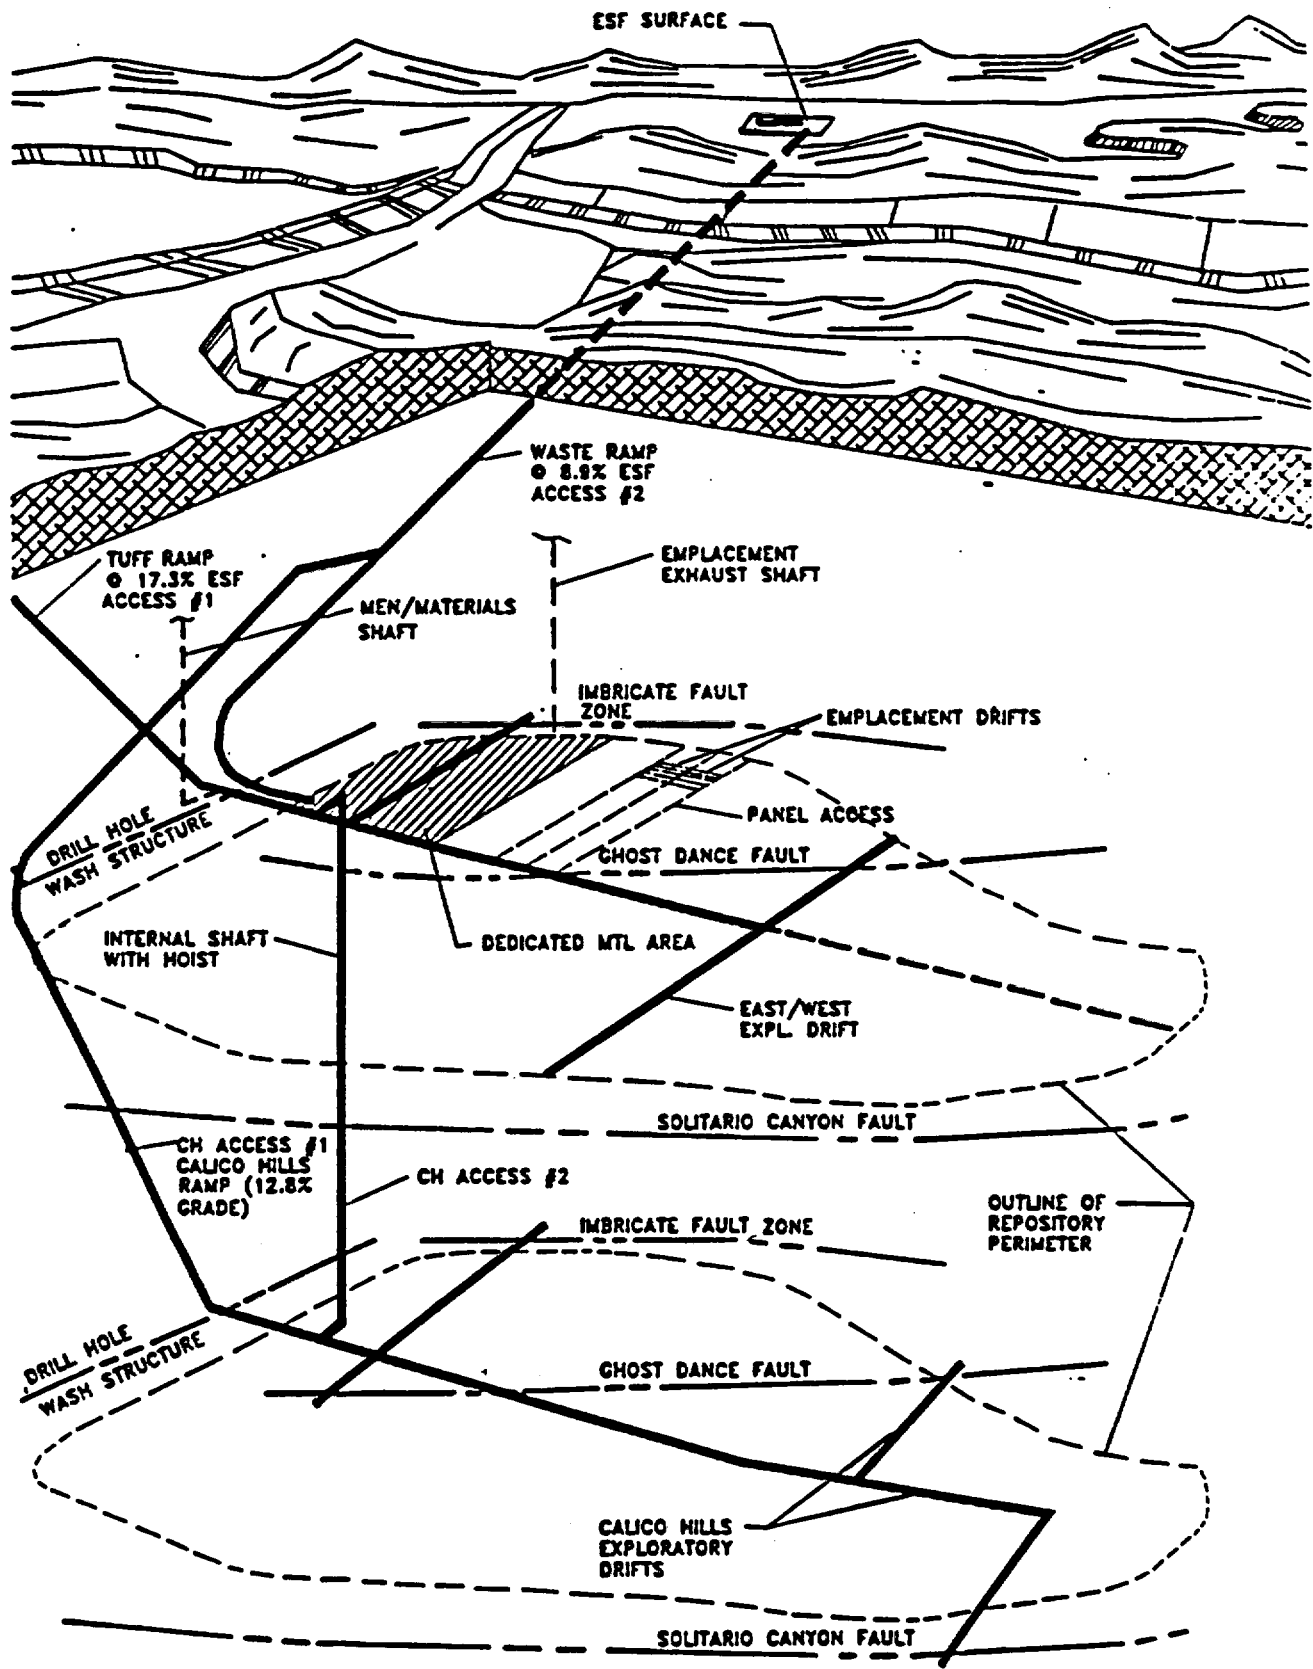 ESF SURFACE
WASTE RAMP
@ 8.9% ESF
ACCESS #2
TUFF RAMP
@ 17.3% ESF
ACCESS #1
EMPLACEMENT
EXHAUST SHAFT
MEN/MATERIALS
SHAFT
IMBRICATE FAULT
ZONE
EMPLACEMENT DRIFTS
PANEL ACCESS
DRILL HOLE
WASH STRUCTURE
GHOST DANCE FAULT
INTERNAL SHAFT
WITH HOIST
DEDICATED MTL AREA
EAST/WEST
EXPL. DRIFT
SOLITARIO CANYON FAULT
CH ACCESS #1
CALICO HILLS
RAMP (12.8%
GRADE)
CH ACCESS #2
OUTLINE OF
REPOSITORY
PERIMETER
IMBRICATE FAULT ZONE
DRILL HOLE
WASH STRUCTURE
GHOST DANCE FAULT
CALICO HILLS
EXPLORATORY
DRIFTS
SOLITARIO CANYON FAULT